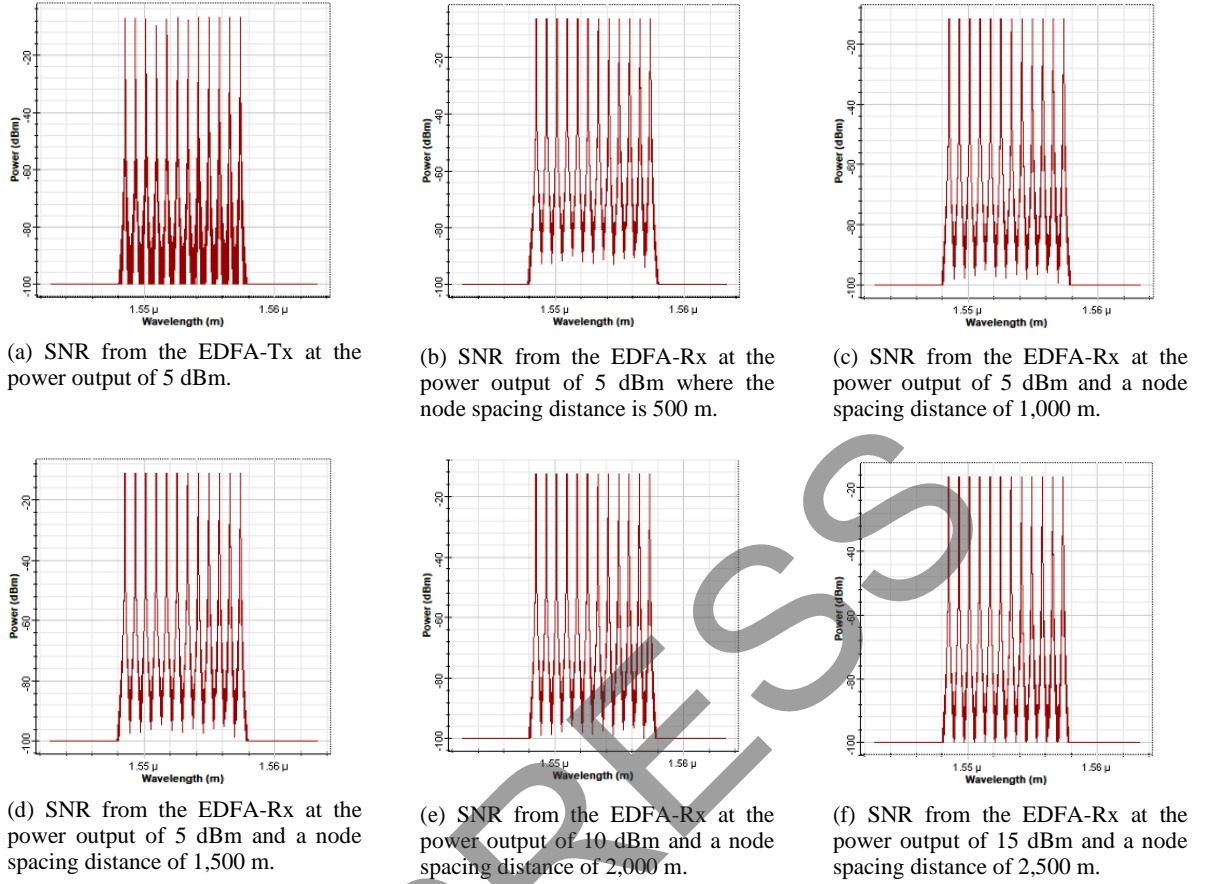 Power (dBm)
-20
-40
-60
-80
-100
1.55 µ
1.56 µ
Wavelength (m)
(a) SNR from the EDFA-Tx at the
power output of 5 dBm.
Power (dBm)
-20
-40
-60
-80
-100
1.55 µ
1.56 µ
Wavelength (m)
(b) SNR from the EDFA-Rx at the
power output of 5 dBm where the
node spacing distance is 500 m.
Power (dBm)
-20
-40
-60
-80
-100
1.55 µ
1.56 µ
Wavelength (m)
(c) SNR from the EDFA-Rx at the
power output of 5 dBm and a node
spacing distance of 1,000 m.
Power (dBm)
-20
-40
-60
-80
-100
1.55 µ
1.56 µ
Wavelength (m)
(d) SNR from the EDFA-Rx at the
power output of 5 dBm and a node
spacing distance of 1,500 m.
Power (dBm)
-20
-40
-60
-80
-100
1.55 µ
1.56 µ
Wavelength (m)
(e) SNR from the EDFA-Rx at the
power output of 10 dBm and a node
spacing distance of 2,000 m.
Power (dBm)
-20
-40
-60
-80
-100
1.55 µ
1.56 µ
Wavelength (m)
(f) SNR from the EDFA-Rx at the
power output of 15 dBm and a node
spacing distance of 2,500 m.
RESS